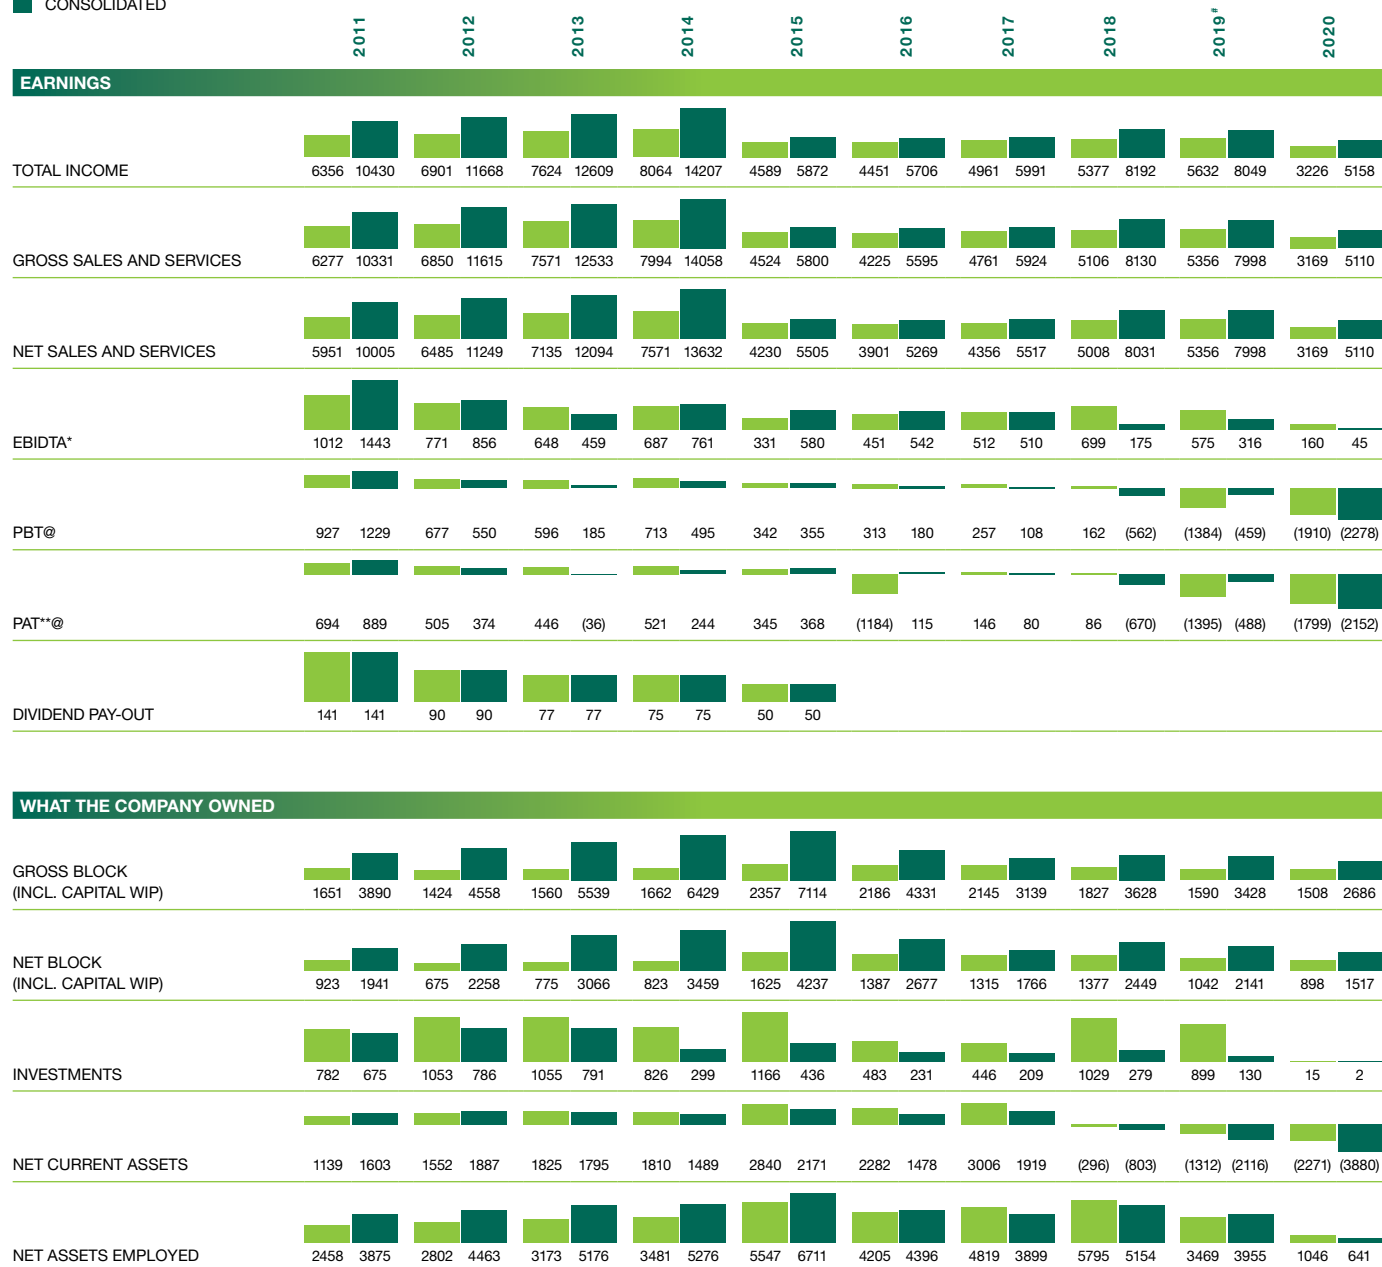 CONSOLIDATED
2011 2012 2013 2014 2015 2016 2017 2018 2019# 2020
EARNINGS
TOTAL INCOME 6356 10430 6901 11668 7624 12609 8064 14207 4589 5872 4451 5706 4961 5991 5377 8192 5632 8049 3226 5158
GROSS SALES AND SERVICES 6277 10331 6850 11615 7571 12533 7994 14058 4524 5800 4225 5595 4761 5924 5106 8130 5356 7998 3169 5110
NET SALES AND SERVICES 5951 10005 6485 11249 7135 12094 7571 13632 4230 5505 3901 5269 4356 5517 5008 8031 5356 7998 3169 5110
EBIDTA* 1012 1443 771 856 648 459 687 761 331 580 451 542 512 510 699 175 575 316 160 45
PBT@ 927 1229 677 550 596 185 713 495 342 355 313 180 257 108 162 (562) (1384) (459) (1910) (2278)
PAT**@ 694 889 505 374 446 (36) 521 244 345 368 (1184) 115 146 80 86 (670) (1395) (488) (1799) (2152)
DIVIDEND PAY-OUT 141 141 90 90 77 77 75 75 50 50
WHAT THE COMPANY OWNED
GROSS BLOCK
(INCL. CAPITAL WIP) 1651 3890 1424 4558 1560 5539 1662 6429 2357 7114 2186 4331 2145 3139 1827 3628 1590 3428 1508 2686
NET BLOCK
(INCL. CAPITAL WIP) 923 1941 675 2258 775 3066 823 3459 1625 4237 1387 2677 1315 1766 1377 2449 1042 2141 898 1517
INVESTMENTS 782 675 1053 786 1055 791 826 299 1166 436 483 231 446 209 1029 279 899 130 15 2
NET CURRENT ASSETS 1139 1603 1552 1887 1825 1795 1810 1489 2840 2171 2282 1478 3006 1919 (296) (803) (1312) (2116) (2271) (3880)
NET ASSETS EMPLOYED 2458 3875 2802 4463 3173 5176 3481 5276 5547 6711 4205 4396 4819 3899 5795 5154 3469 3955 1046 641